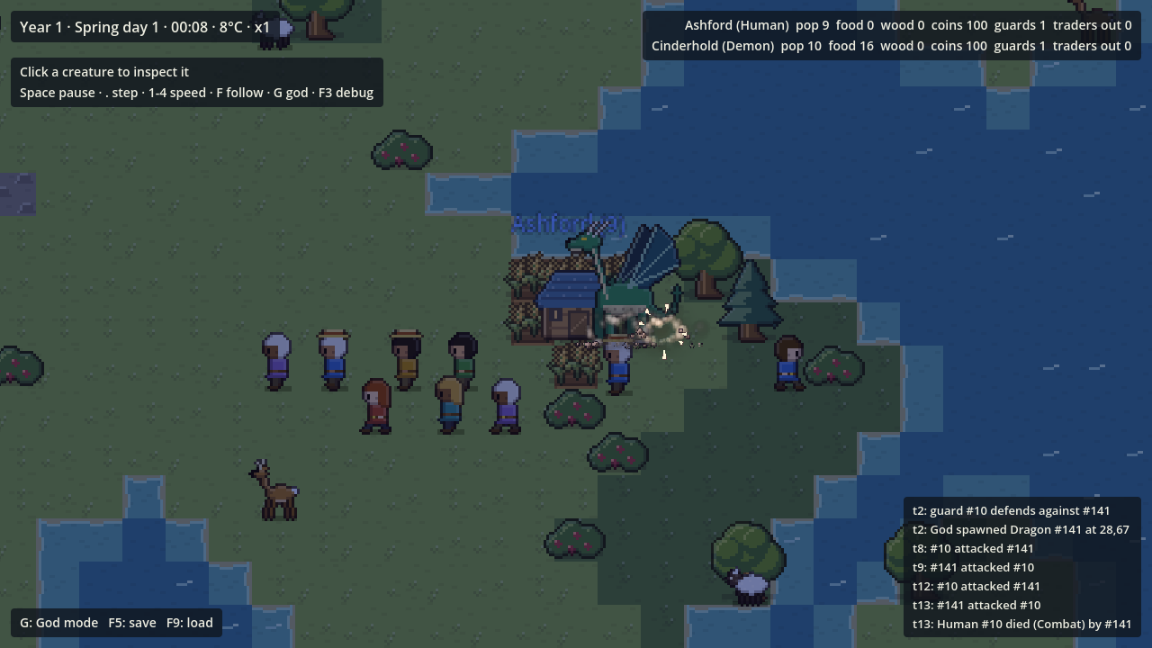 Year 1 · Spring day 1 · 00:08 · 8°C · x1
Click a creature to inspect it
Space pause · . step · 1-4 speed · F follow · G god · F3 debug
Ashford (Human) pop 9 food 0 wood 0 coins 100 guards 1 traders out 0
Cinderhold (Demon) pop 10 food 16 wood 0 coins 100 guards 1 traders out 0
Ashford (9)
t2: guard #10 defends against #141
t2: God spawned Dragon #141 at 28,67
t8: #10 attacked #141
t9: #141 attacked #10
t12: #10 attacked #141
t13: #141 attacked #10
t13: Human #10 died (Combat) by #141
G: God mode F5: save F9: load